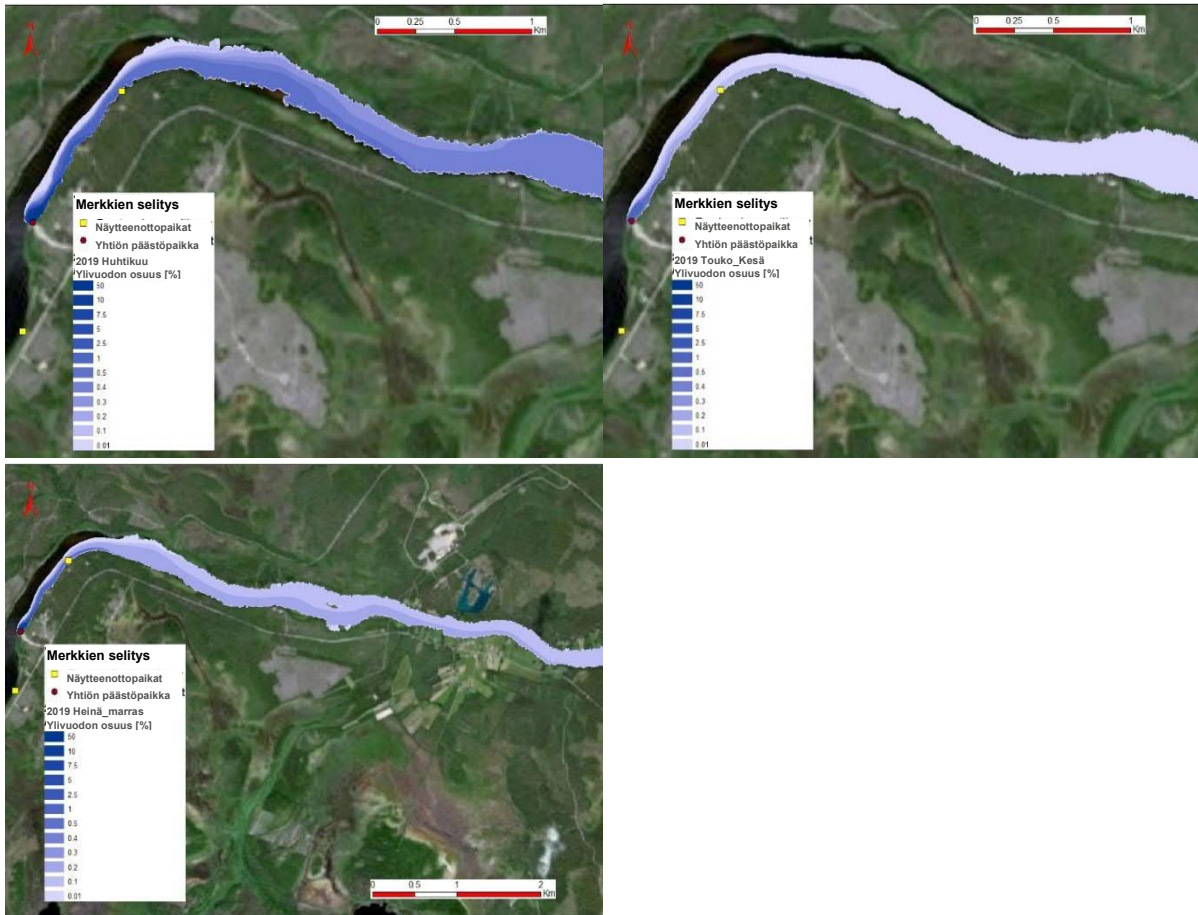 0 0.25 0.5 1
Km
Merkkien selitys
Näytteenottopaikat
Yhtiön päästöpaikka
2019 Huhtikuu
Ylivuodon osuus [%]
50
10
7.5
5
2.5
1
0.5
0.4
0.3
0.2
0.1
0.01
0 0.25 0.5 1
Km
Merkkien selitys
Näytteenottopaikat
Yhtiön päästöpaikka
2019 Touko_Kesä
Ylivuodon osuus [%]
50
10
7.5
5
2.5
1
0.5
0.4
0.3
0.2
0.1
0.01
Merkkien selitys
Näytteenottopaikat
Yhtiön päästöpaikka
2019 Heinä_marras
Ylivuodon osuus [%]
50
10
7.5
5
2.5
1
0.5
0.4
0.3
0.2
0.1
0.01
0 0.5 1 2
Km